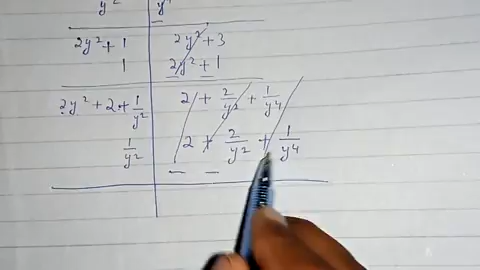 y² | y⁴
2y² + 1 | 2y² + 3
1 | 2y² + 1
2y² + 2 + 1/y² | 2 + 2/y² + 1/y⁴
1/y² | 2 + 2/y² + 1/y⁴